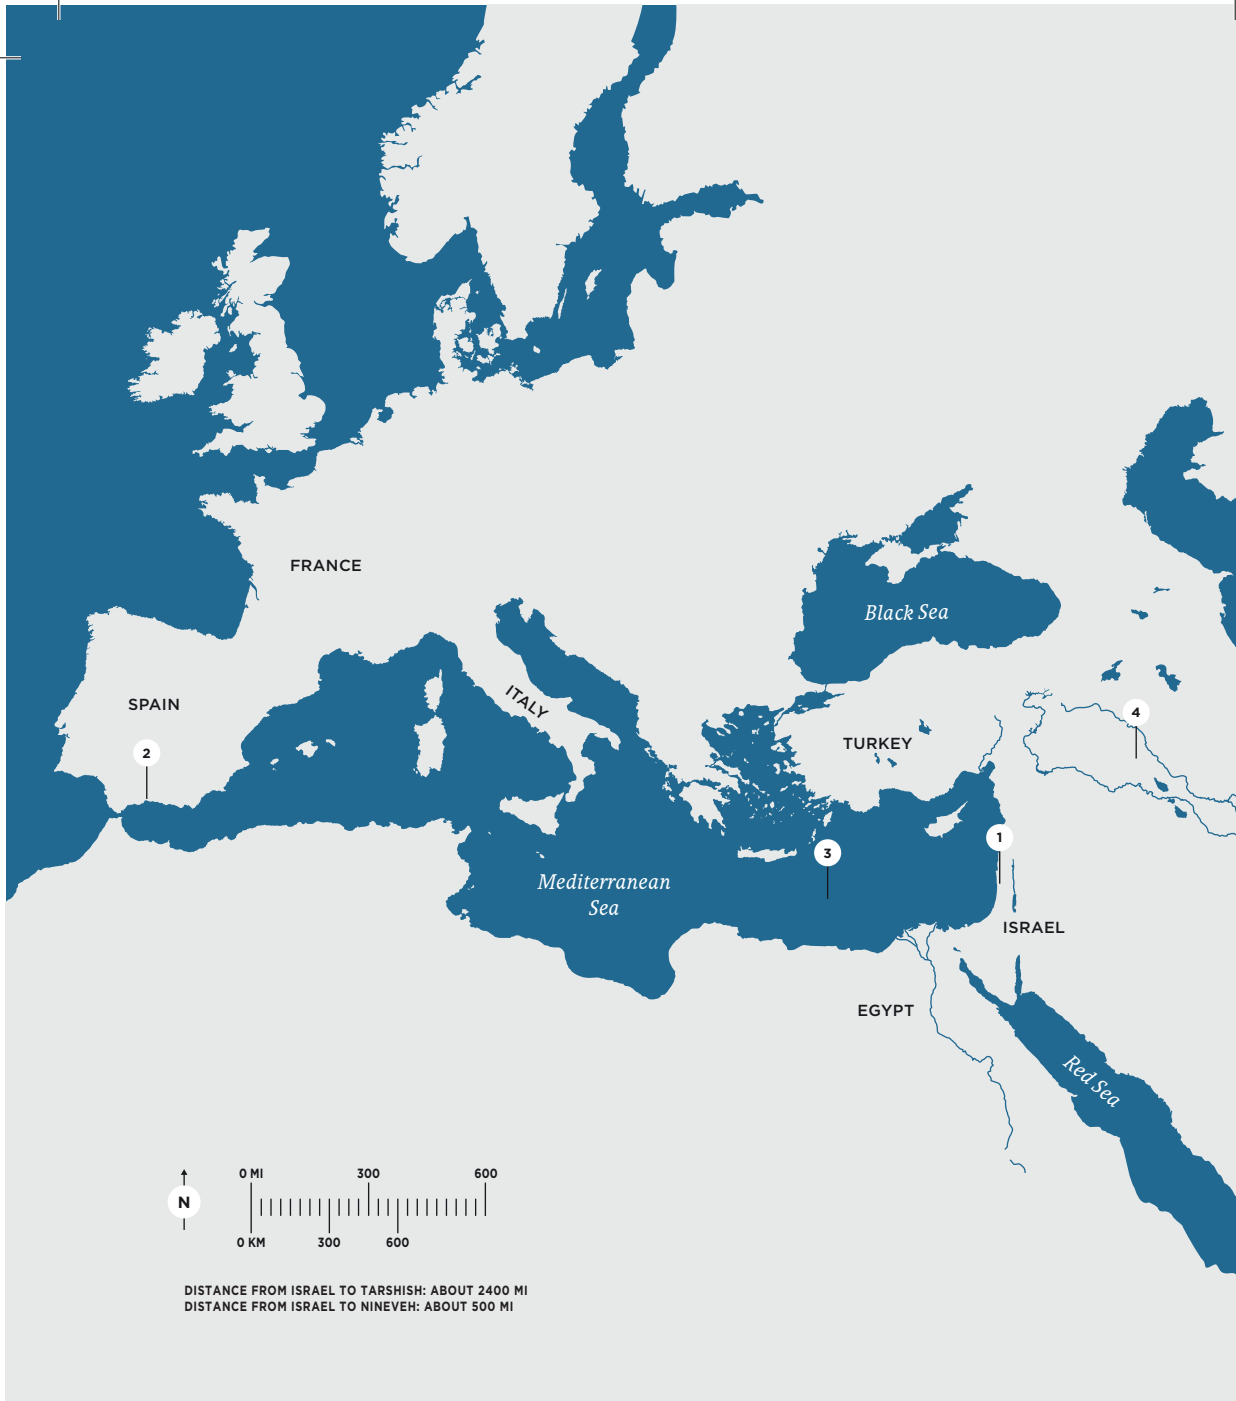 FRANCE
Black Sea
SPAIN
ITALY
4
TURKEY
2
1
3
Mediterranean
Sea
ISRAEL
EGYPT
Red Sea
0 MI 300 600
N
0 KM 300 600
DISTANCE FROM ISRAEL TO TARSHISH: ABOUT 2400 MI
DISTANCE FROM ISRAEL TO NINEVEH: ABOUT 500 MI